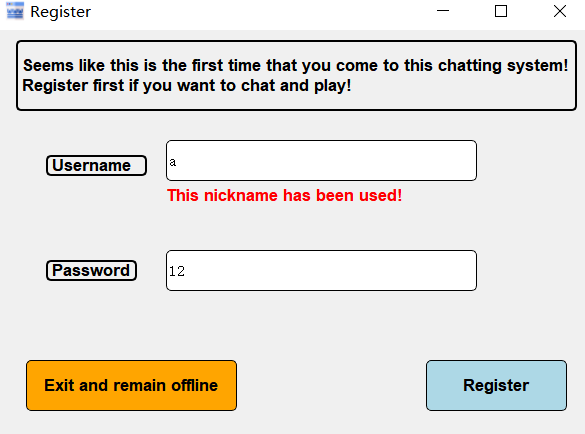 Register
Seems like this is the first time that you come to this chatting system!
Register first if you want to chat and play!
Username
a
This nickname has been used!
Password
12
Exit and remain offline
Register